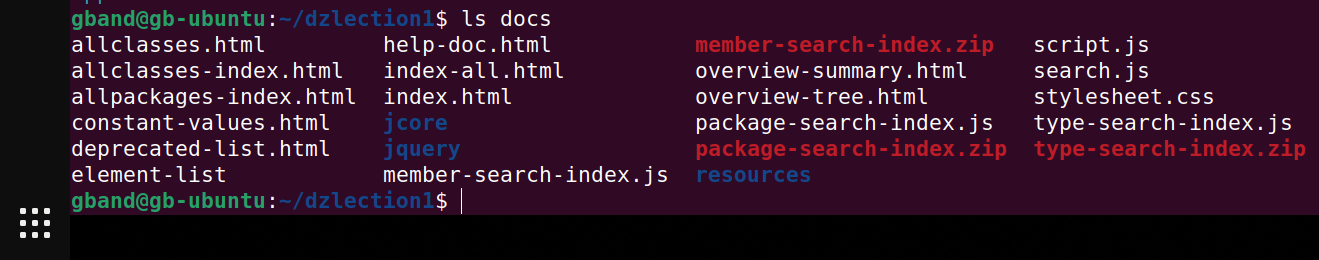 gband@gb-ubuntu:~/dzlection1$ ls docs
allclasses.html help-doc.html member-search-index.zip script.js
allclasses-index.html index-all.html overview-summary.html search.js
allpackages-index.html index.html overview-tree.html stylesheet.css
constant-values.html jcore package-search-index.js type-search-index.js
deprecated-list.html jquery package-search-index.zip type-search-index.zip
element-list member-search-index.js resources
gband@gb-ubuntu:~/dzlection1$